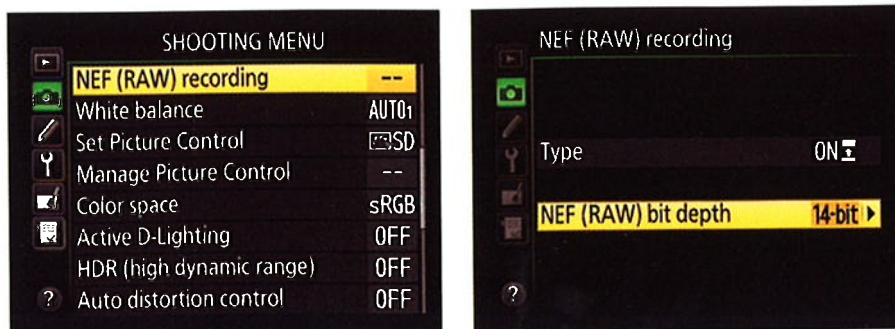 SHOOTING MENU
NEF (RAW) recording --
White balance AUTO1
Set Picture Control SD
Manage Picture Control --
Color space sRGB
Active D-Lighting OFF
HDR (high dynamic range) OFF
Auto distortion control OFF
?
NEF (RAW) recording
Type ON
NEF (RAW) bit depth 14-bit
?